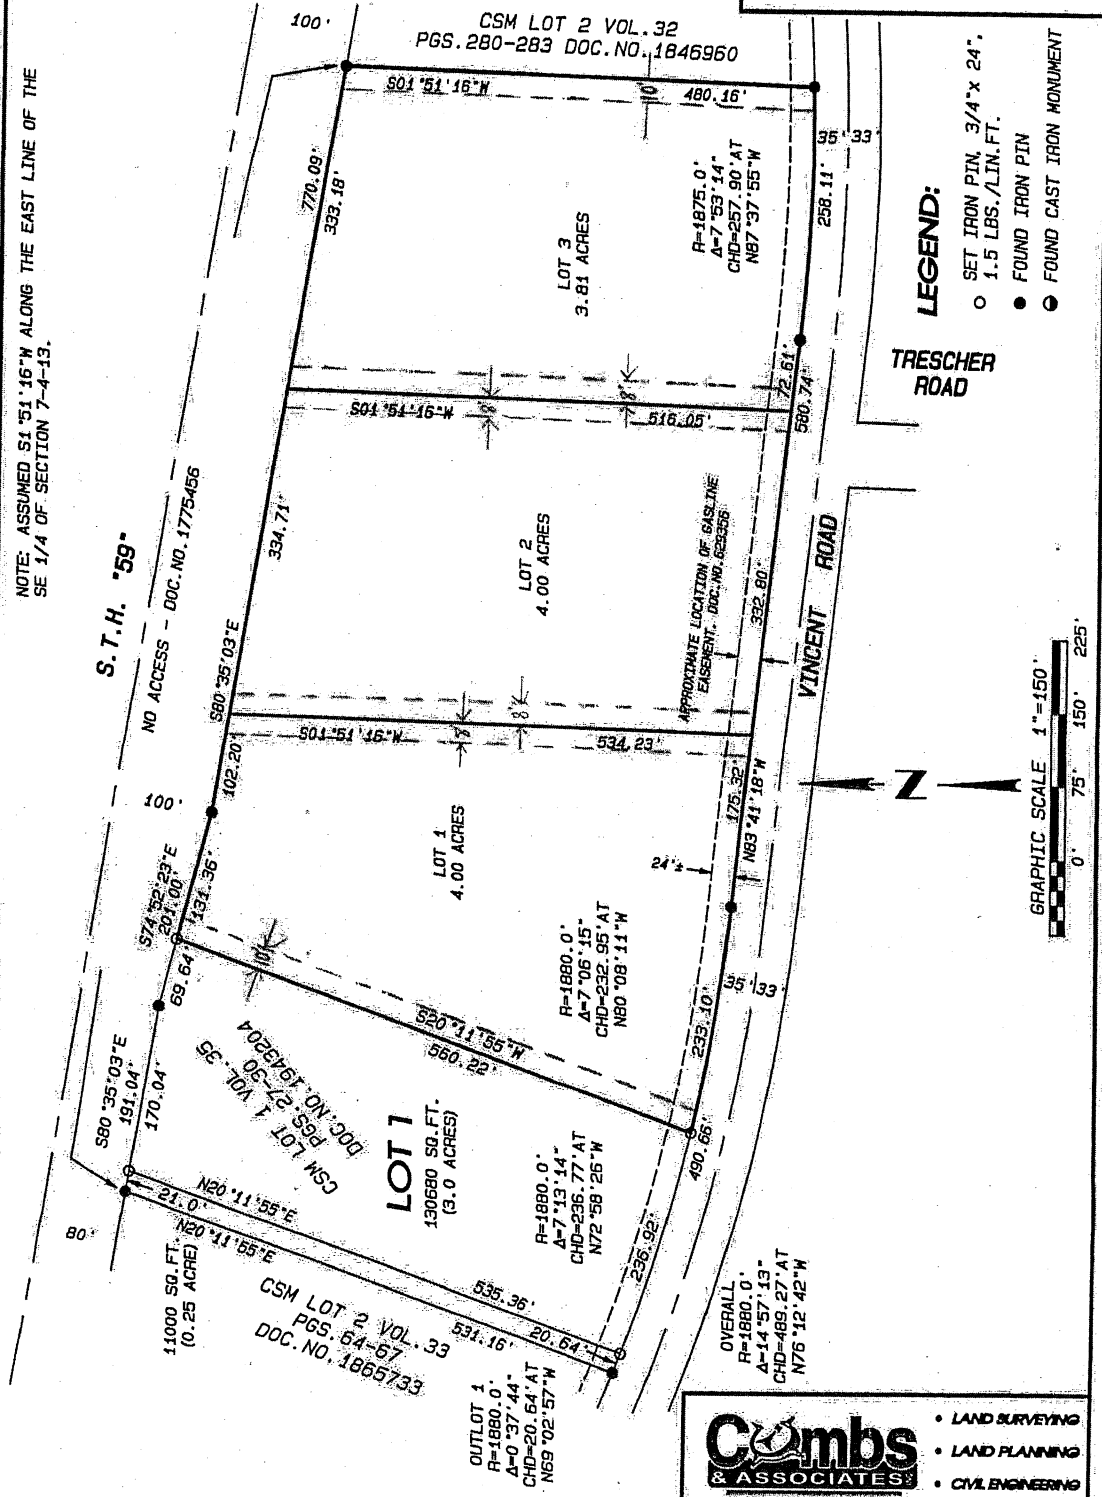 NOTE: ASSUMED S1°51'16"W ALONG THE EAST LINE OF THE
SE 1/4 OF SECTION 7-4-13.
S.T.H. "59"
NO ACCESS - DOC.NO.1775456
100'
CSM LOT 2 VOL.32
PGS.280-283 DOC.NO.1846960
S01°51'16"W
480.16'
10'
770.09'
333.18'
LOT 3
3.81 ACRES
R=1875.0'
Δ=7°53'14"
CHD=257.90'AT
N87°37'55"W
35'
33'
258.11'
72.61'
580.74'
S01°51'16"W
516.05'
8'
8'
334.71'
LOT 2
4.00 ACRES
APPROXIMATE LOCATION OF GASLINE
EASEMENT. DOC.NO.629356
332.80'
VINCENT ROAD
TRESCHER
ROAD
LEGEND:
SET IRON PIN, 3/4"x 24",
1.5 LBS./LIN.FT.
FOUND IRON PIN
FOUND CAST IRON MONUMENT
S80°35'03"E
102.20'
S01°51'16"W
534.23'
8'
8'
100'
S74°52'23"E
201.00'
131.36'
69.64'
LOT 1
4.00 ACRES
24'±
175.32'
N83°41'18"W
R=1880.0'
Δ=7°06'15"
CHD=232.95'AT
N80°08'11"W
35'
33'
233.10'
10'
S20°11'55"W
560.22'
S80°35'03"E
191.04'
170.04'
CSM LOT 1 VOL.35
PGS.27-30
DOC.NO.1943204
LOT 1
130680 SQ.FT.
(3.0 ACRES)
R=1880.0'
Δ=7°13'14"
CHD=236.77'AT
N72°58'26"W
490.66'
236.92'
80'
21.0'
N20°11'55"E
N20°11'55"E
535.36'
531.16'
20.64'
11000 SQ.FT.
(0.25 ACRE)
CSM LOT 2 VOL.33
PGS.64-67
DOC.NO.1865733
OUTLOT 1
R=1880.0'
Δ=0°37'44"
CHD=20.64'AT
N69°02'57"W
OVERALL
R=1880.0'
Δ=14°57'13"
CHD=489.27'AT
N76°12'42"W
N
GRAPHIC SCALE 1"=150'
0' 75' 150' 225'
Combs
& ASSOCIATES
• LAND SURVEYING
• LAND PLANNING
• CIVIL ENGINEERING